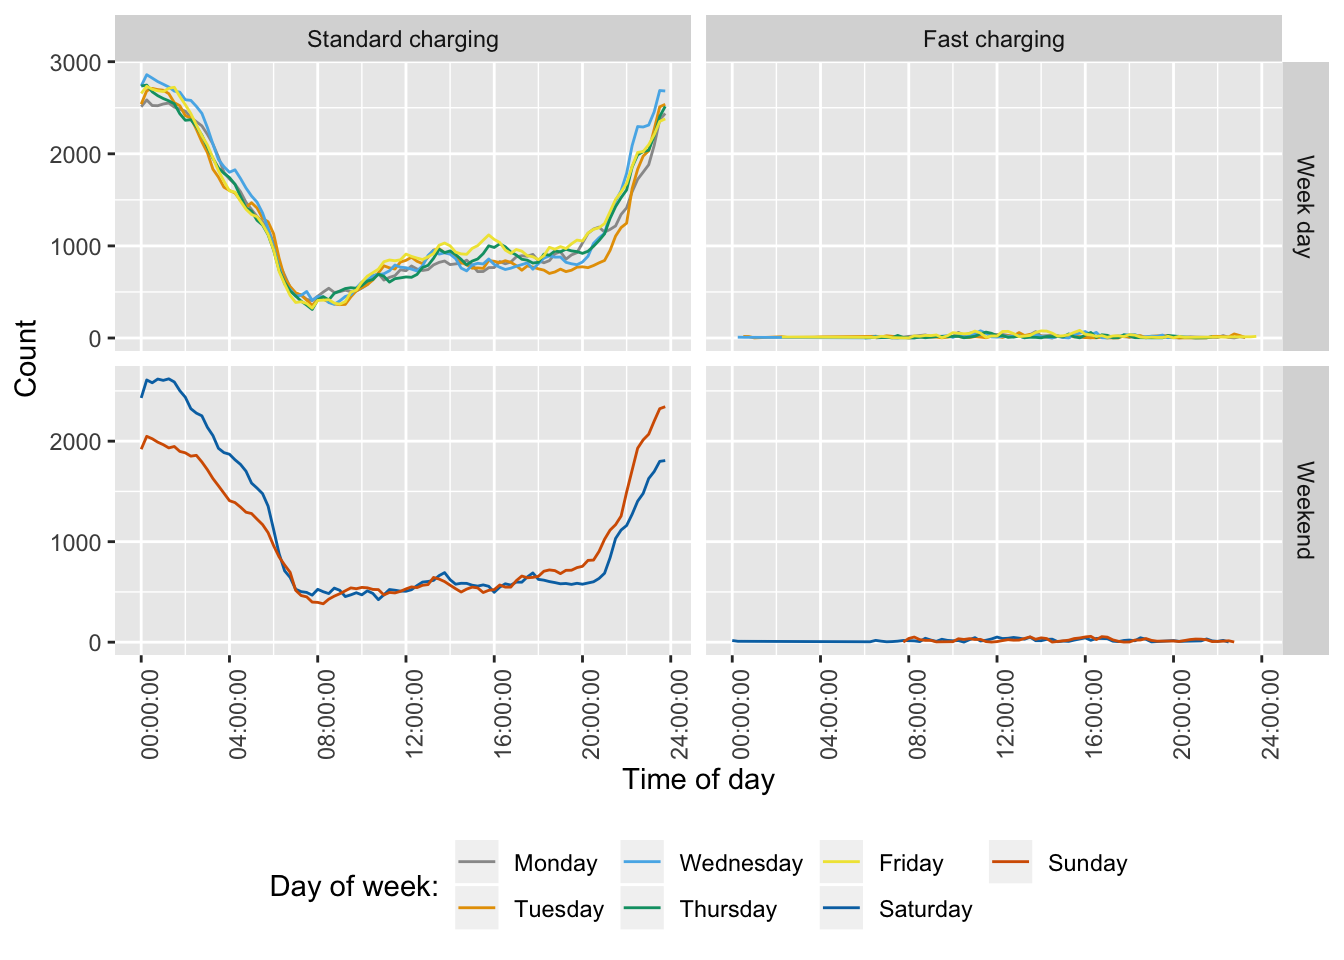 Standard charging
Fast charging
3000
2000
1000
0
Week day
Count
2000
1000
0
Weekend
00:00:00
04:00:00
08:00:00
12:00:00
16:00:00
20:00:00
24:00:00
00:00:00
04:00:00
08:00:00
12:00:00
16:00:00
20:00:00
24:00:00
Time of day
Day of week:
Monday
Wednesday
Friday
Sunday
Tuesday
Thursday
Saturday